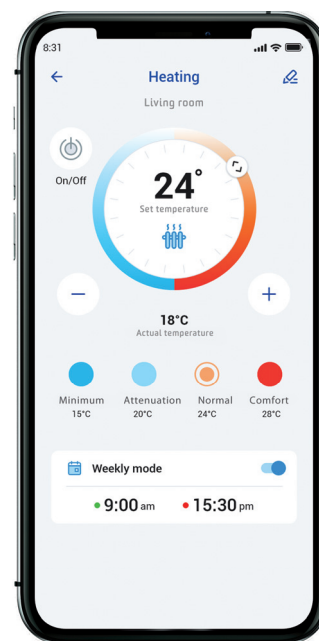 8:31
Heating
Living room
On/Off
24°
Set temperature
18°C
Actual temperature
Minimum Attenuation Normal Comfort
15°C 20°C 24°C 28°C
Weekly mode
9:00 am 15:30 pm